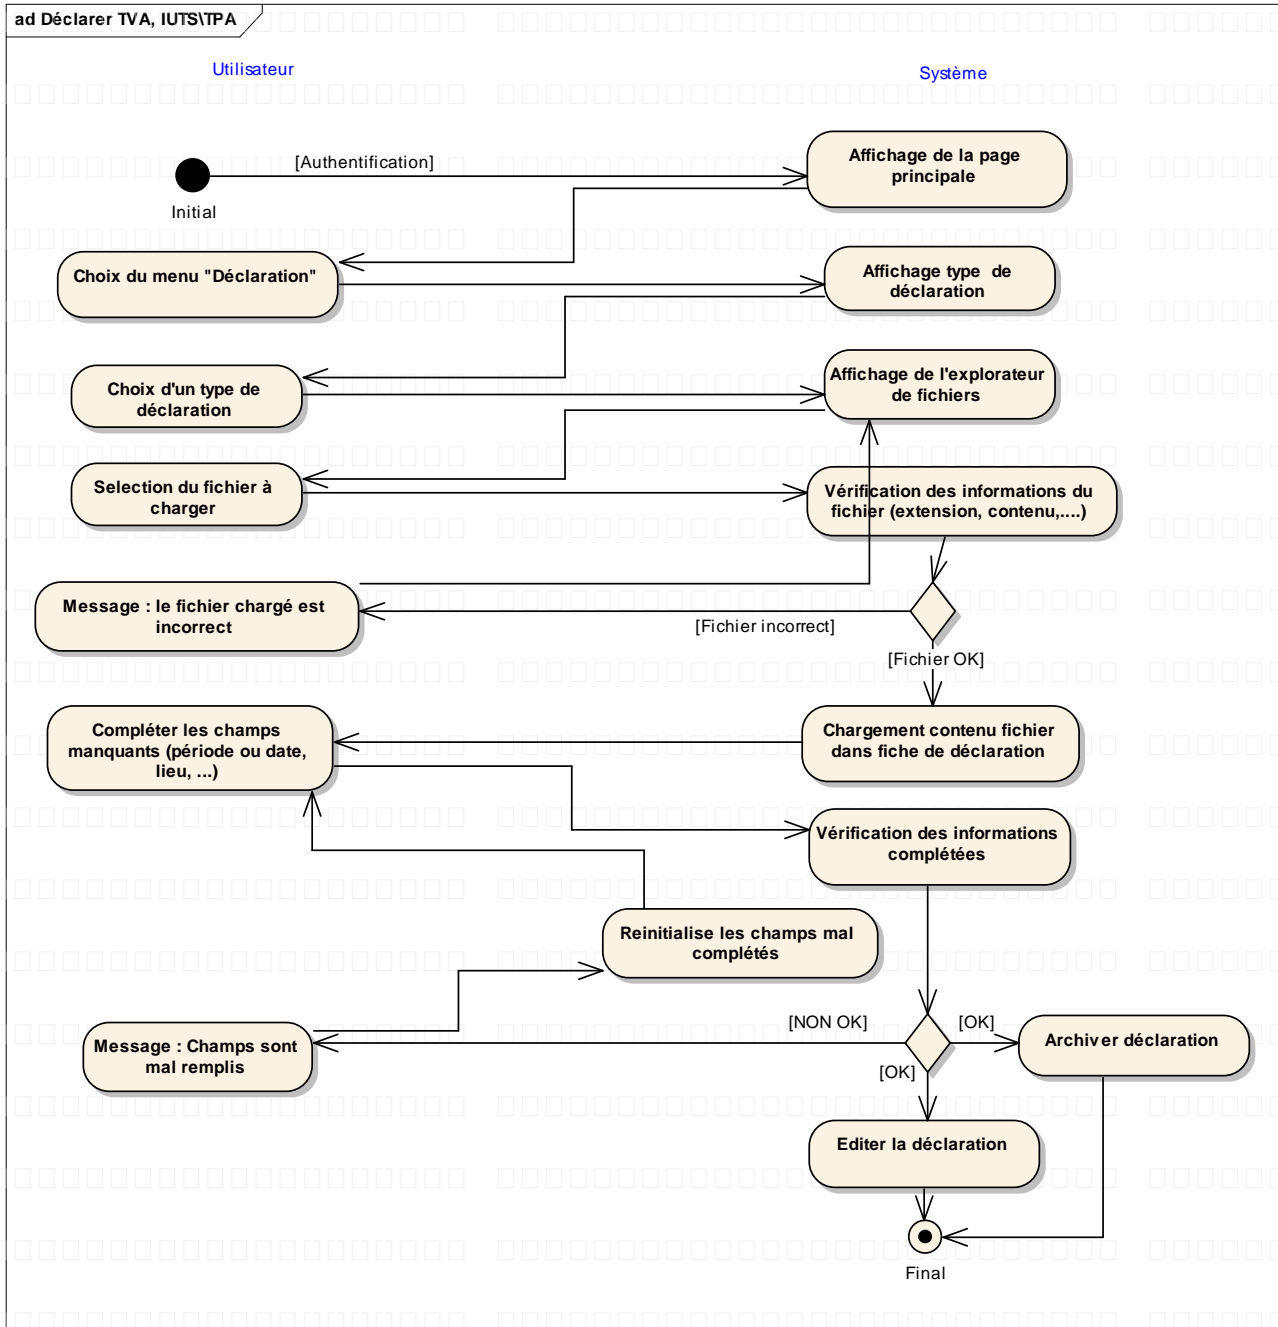 ad Déclarer TVA, IUTS\TPA
Utilisateur
Système
[Authentification]
Affichage de la page
principale
Initial
Choix du menu "Déclaration"
Affichage type de
déclaration
Choix d'un type de
déclaration
Affichage de l'explorateur
de fichiers
Selection du fichier à
charger
Vérification des informations du
fichier (extension, contenu,....)
Message : le fichier chargé est
incorrect
[Fichier incorrect]
[Fichier OK]
Compléter les champs
manquants (période ou date,
lieu, ...)
Chargement contenu fichier
dans fiche de déclaration
Vérification des informations
complétées
Reinitialise les champs mal
complétés
[NON OK]
[OK]
Message : Champs sont
mal remplis
Archiver déclaration
[OK]
Editer la déclaration
Final